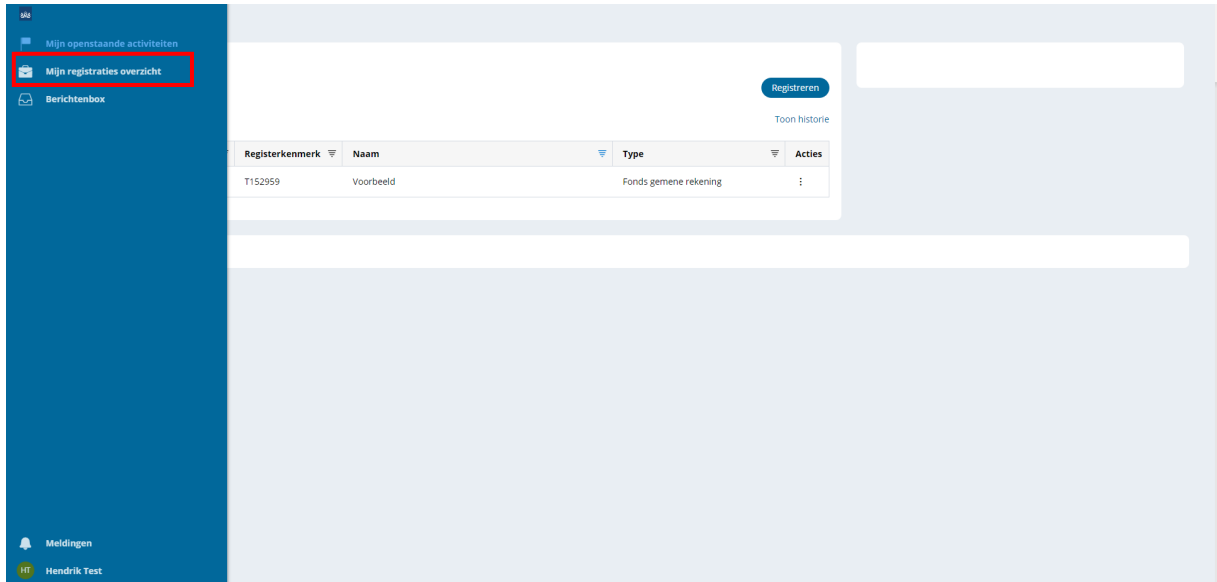 Mijn openstaande activiteiten
Mijn registraties overzicht
Berichtenbox
Registreren
Toon historie
Registerkenmerk Naam Type Acties
T152959 Voorbeeld Fonds gemene rekening
Meldingen
HT Hendrik Test